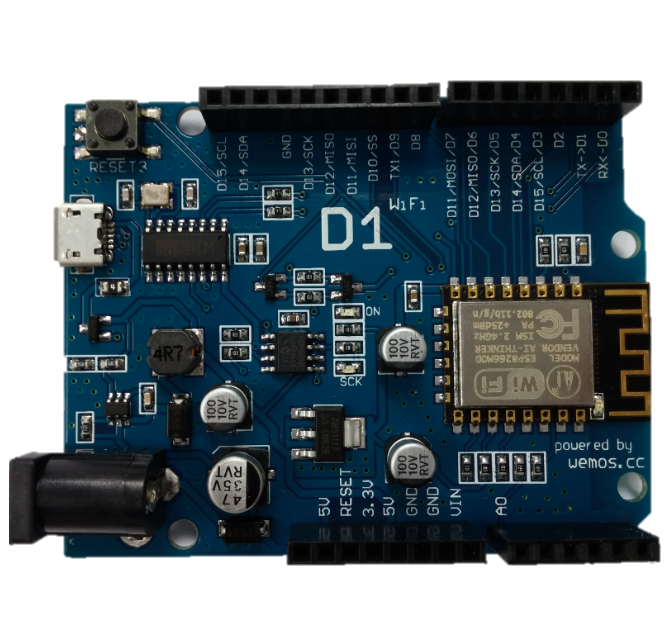 RESET3
D15/SCL
D14/SDA
GND
D13/SCK
D12/MISO
D11/MISI
D10/SS
TX1/D9
D8
D11/MOSI/D7
D12/MISO/D6
D13/SCK/D5
D14/SDA/D4
D15/SCL/D3
D2
TX->D1
RX<-D0
WiFi
D1
ON
SCK
4R7
100
10V
RVT
100
10V
RVT
100
10V
RVT
47
35V
RVT
MODEL
ESP8266MOD
VENDOR
AI-THINKER
ISM 2.4GHz
PA +25dBm
802.11b/g/n
FCC
AI
WiFi
powered by
wemos.cc
5V
RESET
3.3V
5V
GND
GND
VIN
A0